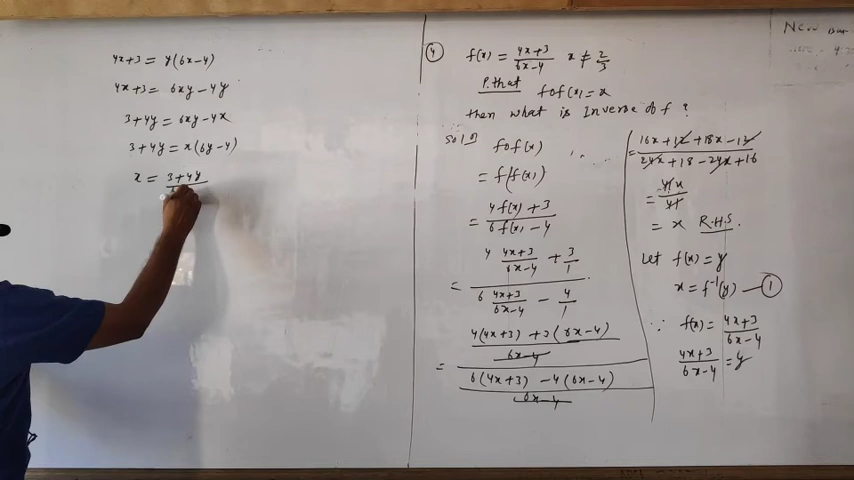 4x+3 = y(6x-4)
4x+3 = 6xy-4y
3+4y = 6xy-4x
3+4y = x(6y-4)
x = 3+4y
④ f(x) = 4x+3 / 6x-4 x ≠ 2/3
P. that fof(x) = x
then what is Inverse of f ?
sol n
fof(x)
= f(f(x))
= 4 f(x) + 3 / 6 f(x) - 4
= 4 4x+3 / 6x-4 + 3/1
6 4x+3 / 6x-4 - 4/1
= 4(4x+3) + 3(6x-4) / 6x-4
6(4x+3) - 4(6x-4) / 6x-4
= 16x+12+18x-12 / 24x+18-24x+16
= x R.H.S.
Let f(x) = y
x = f⁻¹(y) — ①
∵ f(x) = 4x+3 / 6x-4
4x+3 / 6x-4 = y
New